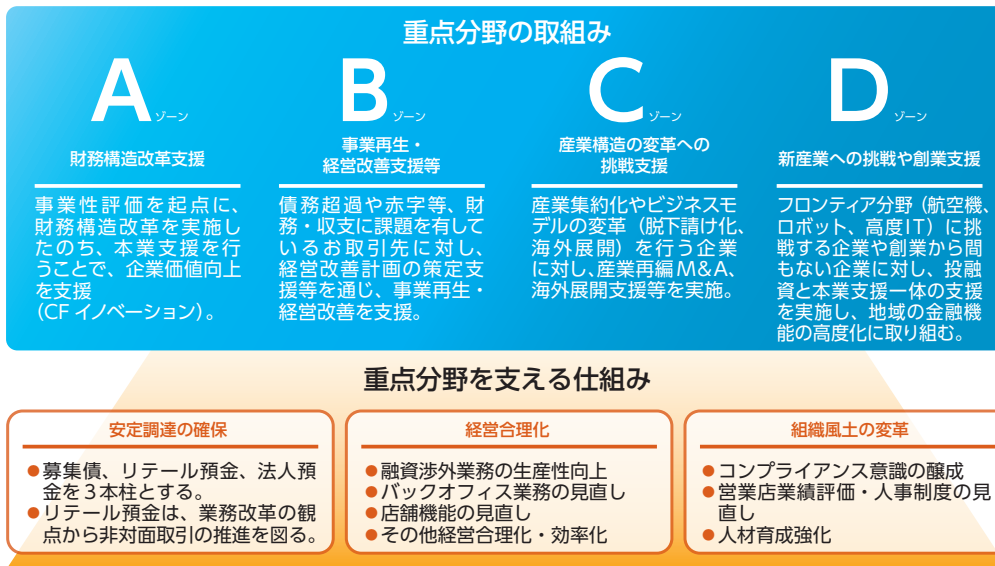 重点分野の取組み
Aゾーン
財務構造改革支援
事業性評価を起点に、
財務構造改革を実施し
たのち、本業支援を行
うことで、企業価値向上
を支援
(CF イノベーション)。
Bゾーン
事業再生・
経営改善支援等
債務超過や赤字等、財
務・収支に課題を有して
いるお取引先に対し、
経営改善計画の策定支
援等を通じ、事業再生・
経営改善を支援。
Cゾーン
産業構造の変革への
挑戦支援
産業集約化やビジネスモ
デルの変革（脱下請け化、
海外展開）を行う企業
に対し、産業再編M&A、
海外展開支援等を実施。
Dゾーン
新産業への挑戦や創業支援
フロンティア分野（航空機、
ロボット、高度IT）に挑
戦する企業や創業から間
もない企業に対し、投融
資と本業支援一体の支援
を実施し、地域の金融機
能の高度化に取り組む。
重点分野を支える仕組み
安定調達の確保
●募集債、リテール預金、法人預
金を３本柱とする。
●リテール預金は、業務改革の観
点から非対面取引の推進を図る。
経営合理化
●融資渉外業務の生産性向上
●バックオフィス業務の見直し
●店舗機能の見直し
●その他経営合理化・効率化
組織風土の変革
●コンプライアンス意識の醸成
●営業店業績評価・人事制度の見
直し
●人材育成強化